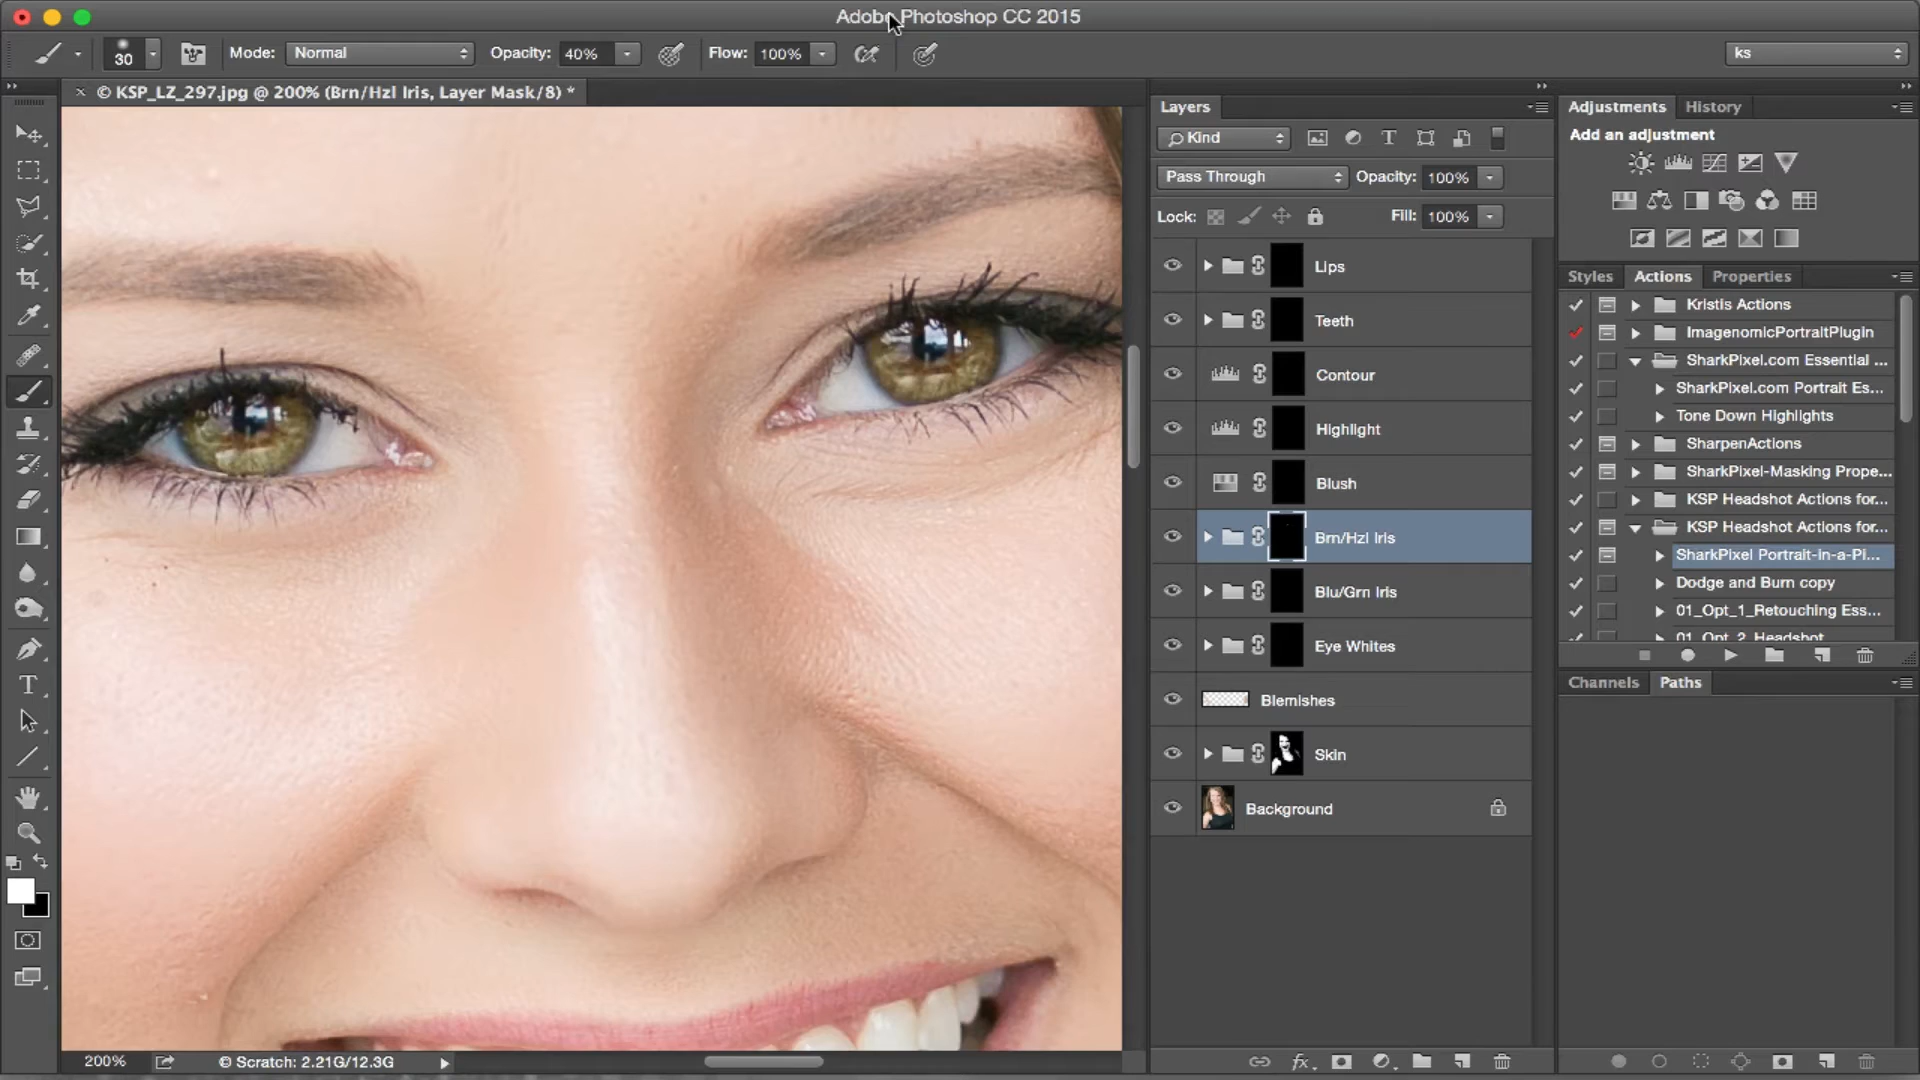 Adobe Photoshop CC 2015
30 Mode: Normal Opacity: 40% Flow: 100% ks
× © KSP_LZ_297.jpg @ 200% (Brn/Hzl Iris, Layer Mask/8) *
Layers
Kind
Pass Through Opacity: 100%
Lock: Fill: 100%
Lips
Teeth
Contour
Highlight
Blush
Brn/Hzl Iris
Blu/Grn Iris
Eye Whites
Blemishes
Skin
Background
Adjustments History
Add an adjustment
Styles Actions Properties
Kristis Actions
ImagenomicPortraitPlugin
SharkPixel.com Essential ...
SharkPixel.com Portrait Es...
Tone Down Highlights
SharpenActions
SharkPixel-Masking Prope...
KSP Headshot Actions for...
KSP Headshot Actions for...
SharkPixel Portrait-in-a-Pi...
Dodge and Burn copy
01_Opt_1_Retouching Ess...
01_Opt_2_Headshot
Channels Paths
200% © Scratch: 2.21G/12.3G
fx